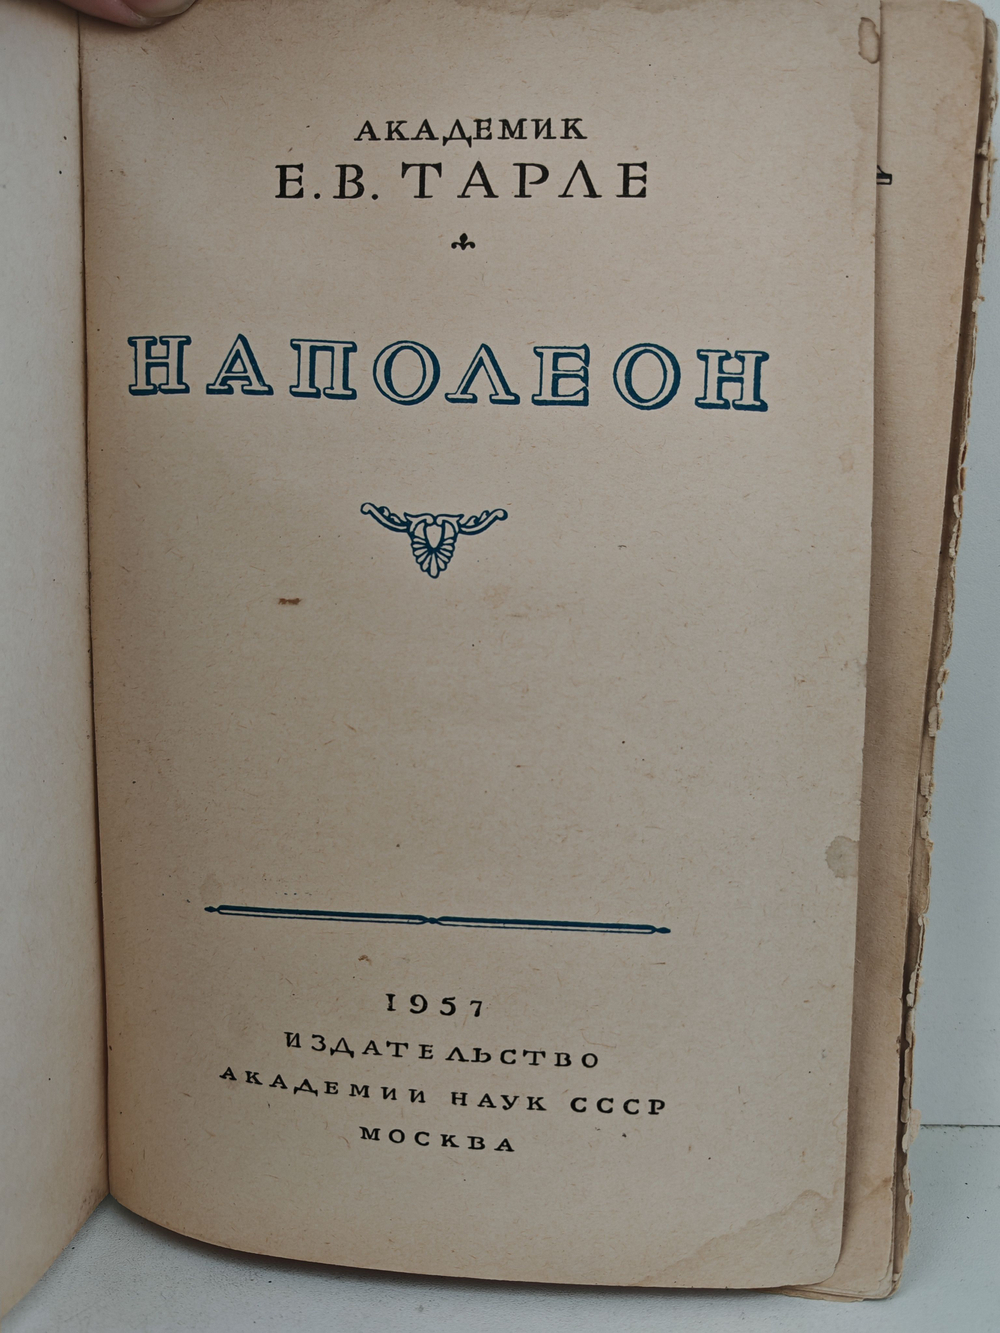 АКАДЕМИК
Е. В. ТАРЛЕ
НАПОЛЕОН
1957
ИЗДАТЕЛЬСТВО
АКАДЕМИИ НАУК СССР
МОСКВА